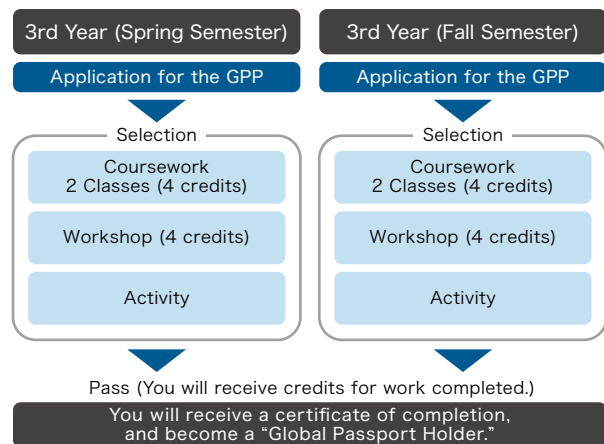 3rd Year (Spring Semester)
Application for the GPP
Selection
Coursework
2 Classes (4 credits)
Workshop (4 credits)
Activity
3rd Year (Fall Semester)
Application for the GPP
Selection
Coursework
2 Classes (4 credits)
Workshop (4 credits)
Activity
Pass (You will receive credits for work completed.)
You will receive a certificate of completion,
and become a “Global Passport Holder.”